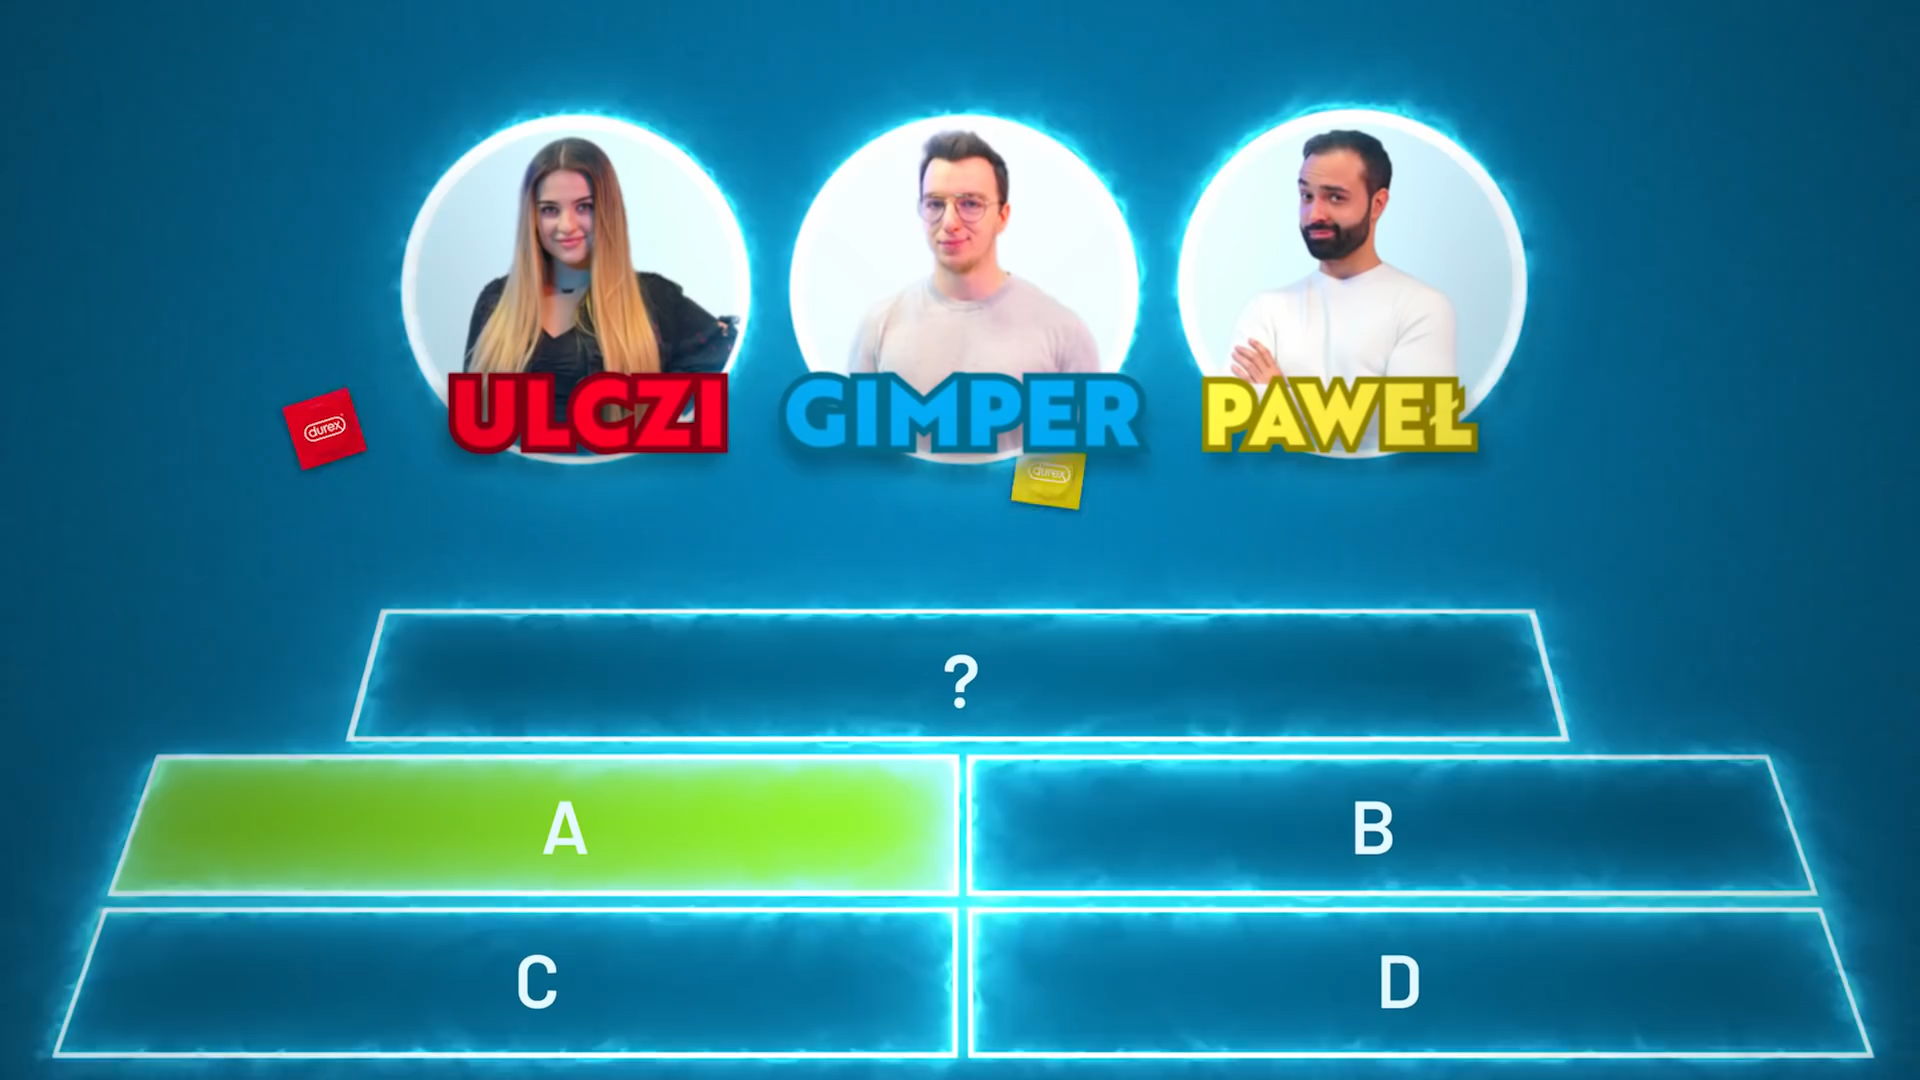 ULCZI
GIMPER
PAWEŁ
durex
durex
?
A
B
C
D